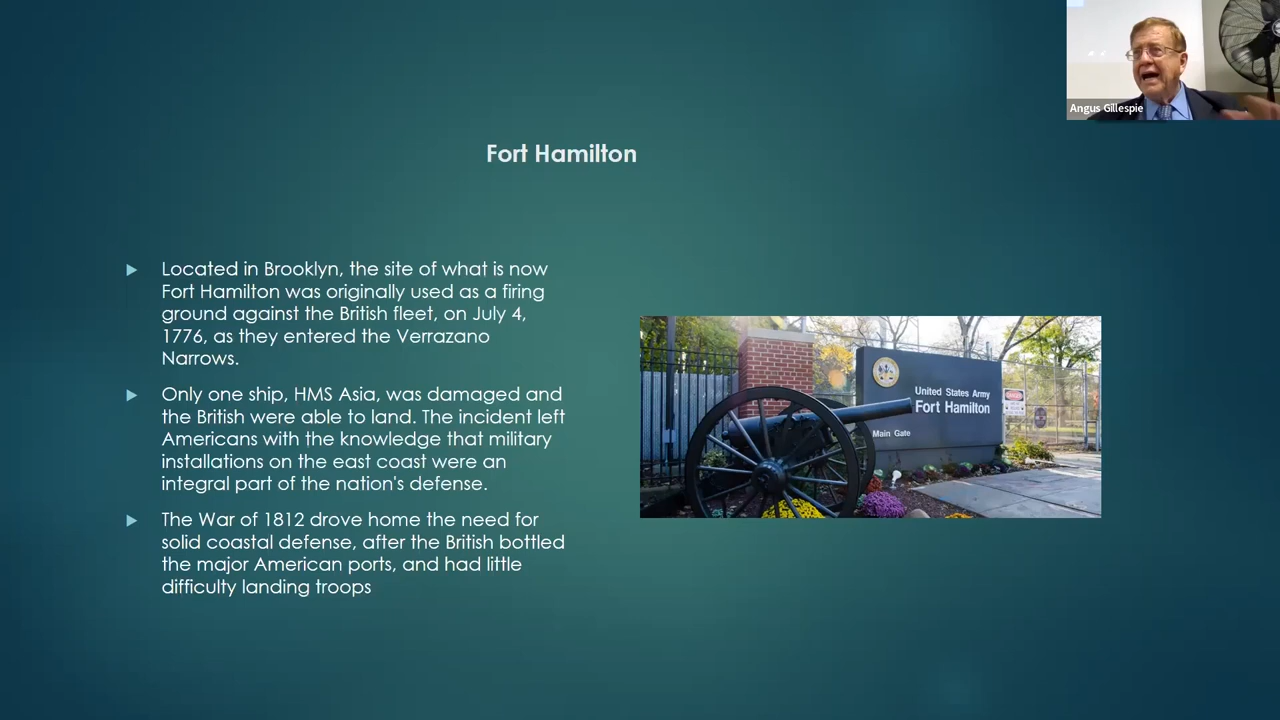 Angus Gillespie
Fort Hamilton
Located in Brooklyn, the site of what is now
Fort Hamilton was originally used as a firing
ground against the British fleet, on July 4,
1776, as they entered the Verrazano
Narrows.
Only one ship, HMS Asia, was damaged and
the British were able to land. The incident left
Americans with the knowledge that military
installations on the east coast were an
integral part of the nation's defense.
The War of 1812 drove home the need for
solid coastal defense, after the British bottled
the major American ports, and had little
difficulty landing troops
United States Army
Fort Hamilton
Main Gate